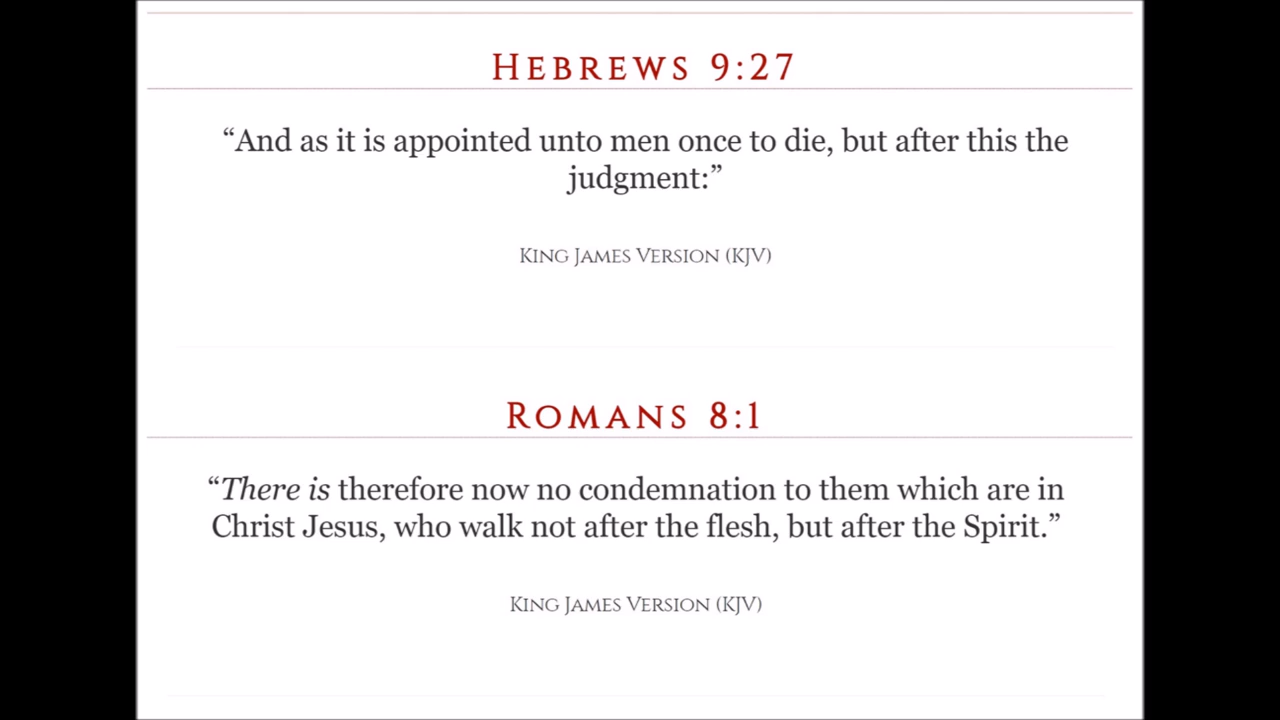 HEBREWS 9:27
“And as it is appointed unto men once to die, but after this the
judgment:”
KING JAMES VERSION (KJV)
ROMANS 8:1
“There is therefore now no condemnation to them which are in
Christ Jesus, who walk not after the flesh, but after the Spirit.”
KING JAMES VERSION (KJV)